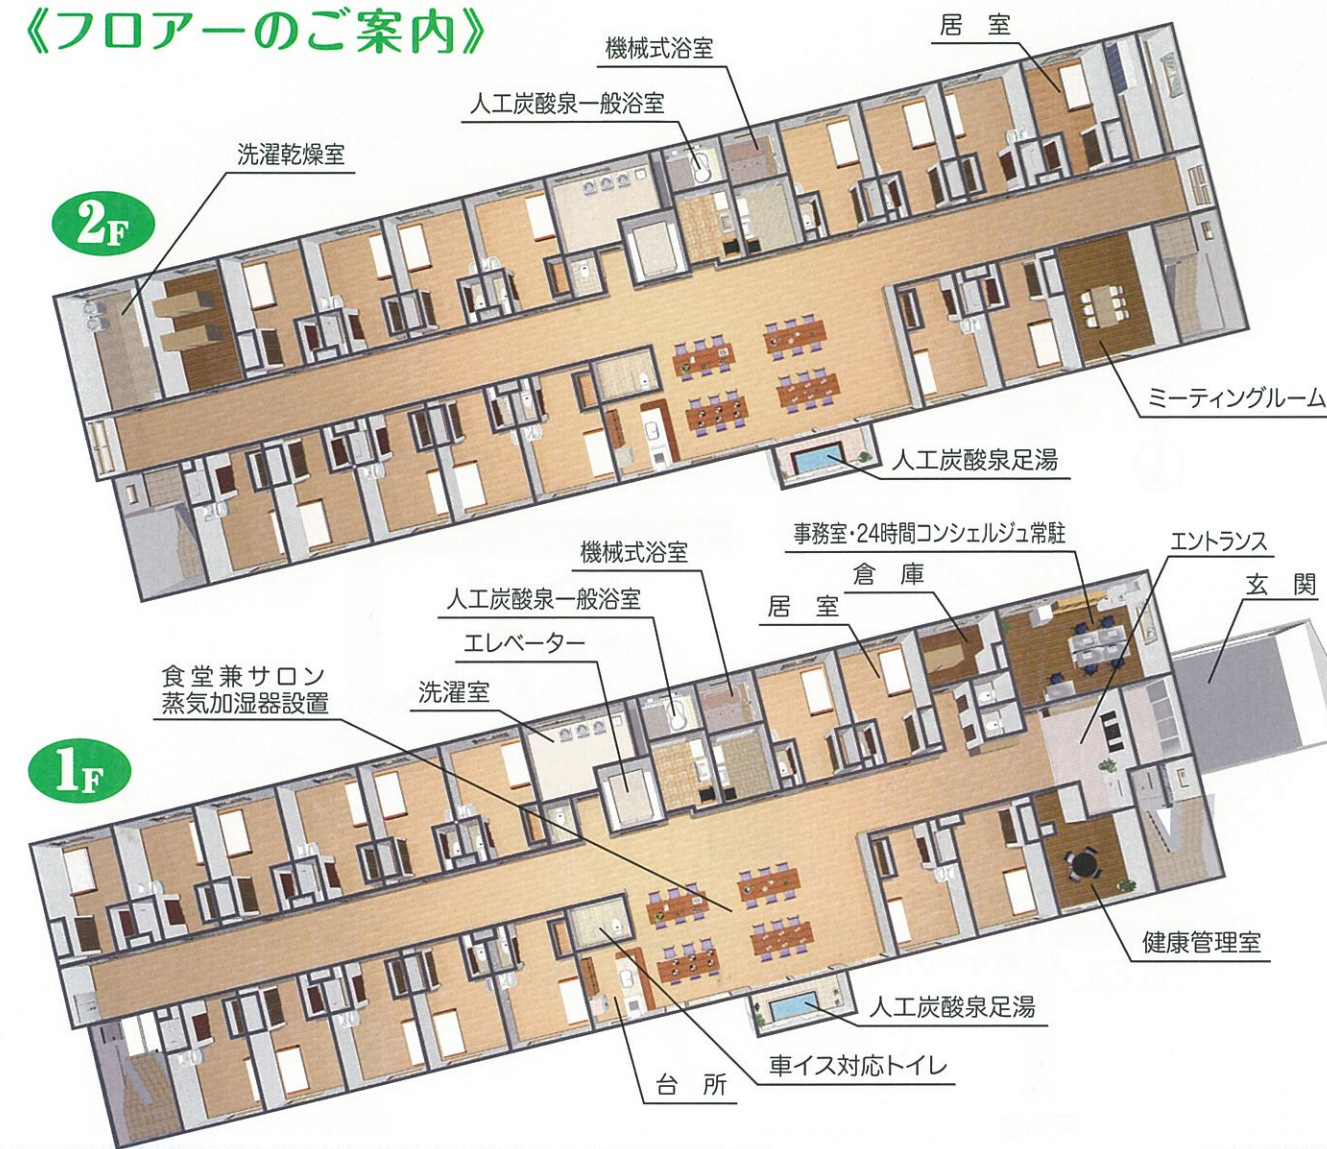 《フロアーのご案内》
居 室
機械式浴室
人工炭酸泉一般浴室
洗濯乾燥室
2F
ミーティングルーム
人工炭酸泉足湯
事務室・24時間コンシェルジュ常駐
エントランス
機械式浴室
倉 庫
玄 関
人工炭酸泉一般浴室
居 室
エレベーター
食堂兼サロン
蒸気加湿器設置
洗濯室
1F
健康管理室
人工炭酸泉足湯
車イス対応トイレ
台 所